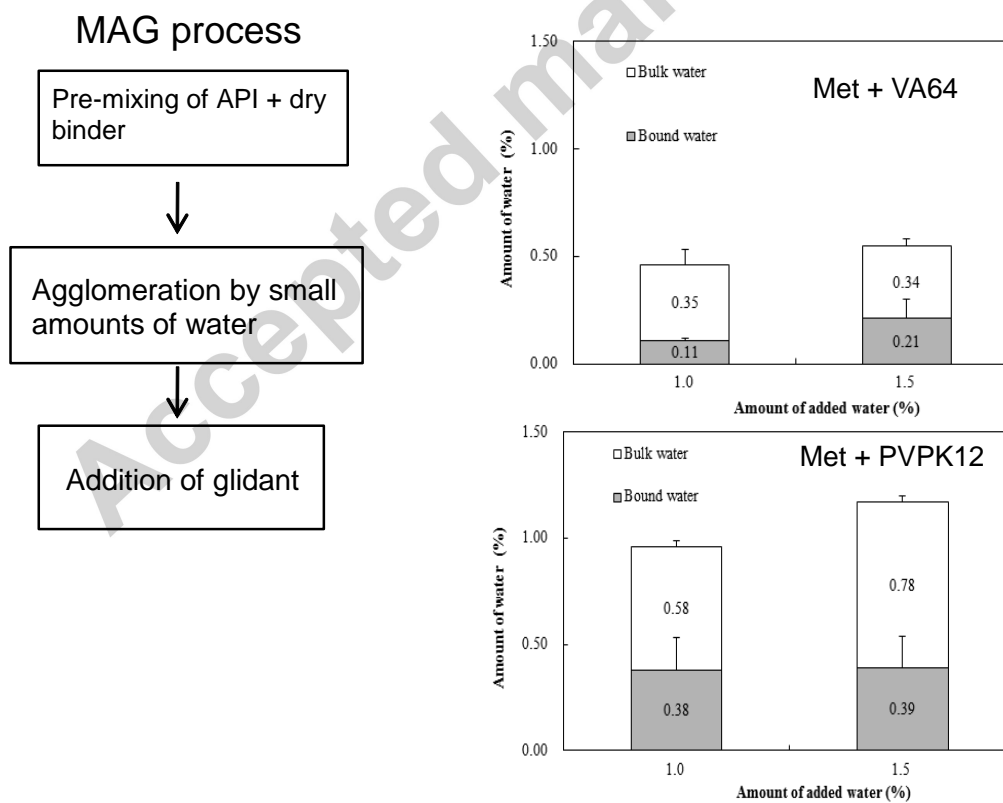 MAG process
Pre-mixing of API + dry
binder
Agglomeration by small
amounts of water
Addition of glidant
Accepted ma
1.50
1.00
0.50
0.00
Amount of water (%)
Bulk water
Bound water
Met + VA64
0.35
0.11
0.34
0.21
1.0
1.5
Amount of added water (%)
1.50
1.00
0.50
0.00
Amount of water (%)
Bulk water
Bound water
Met + PVPK12
0.58
0.38
0.78
0.39
1.0
1.5
Amount of added water (%)